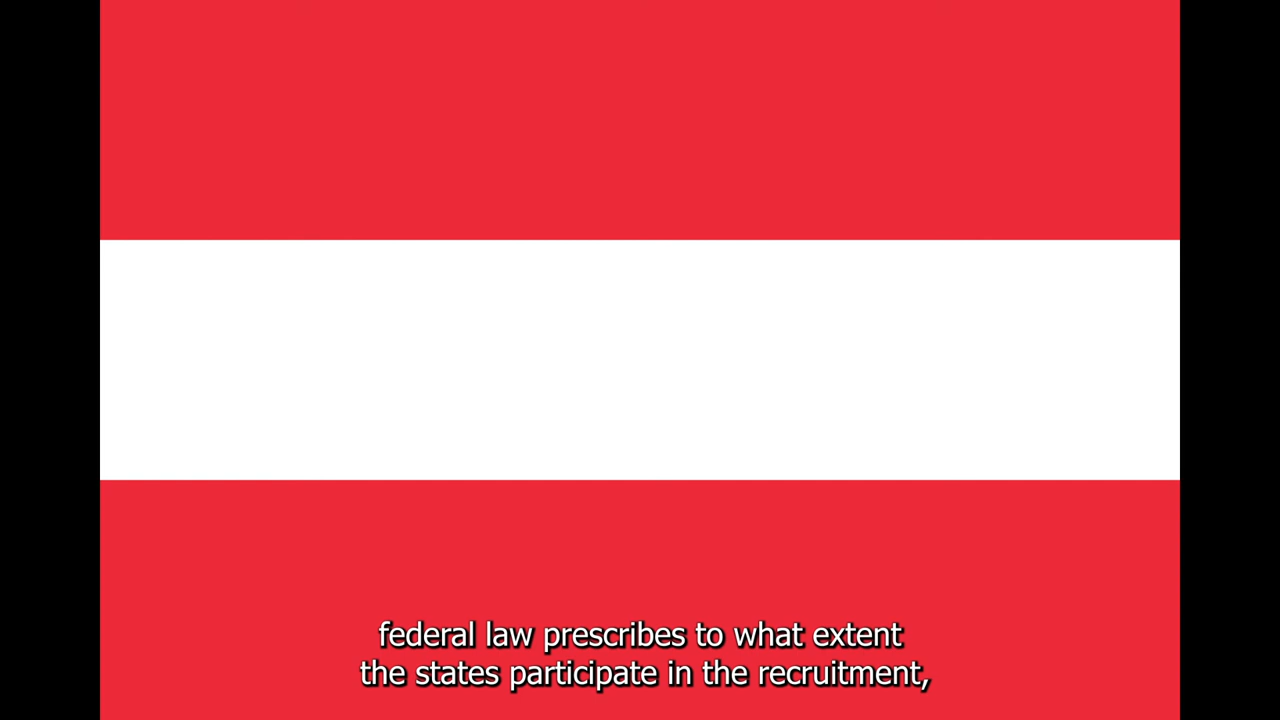 federal law prescribes to what extent
the states participate in the recruitment,